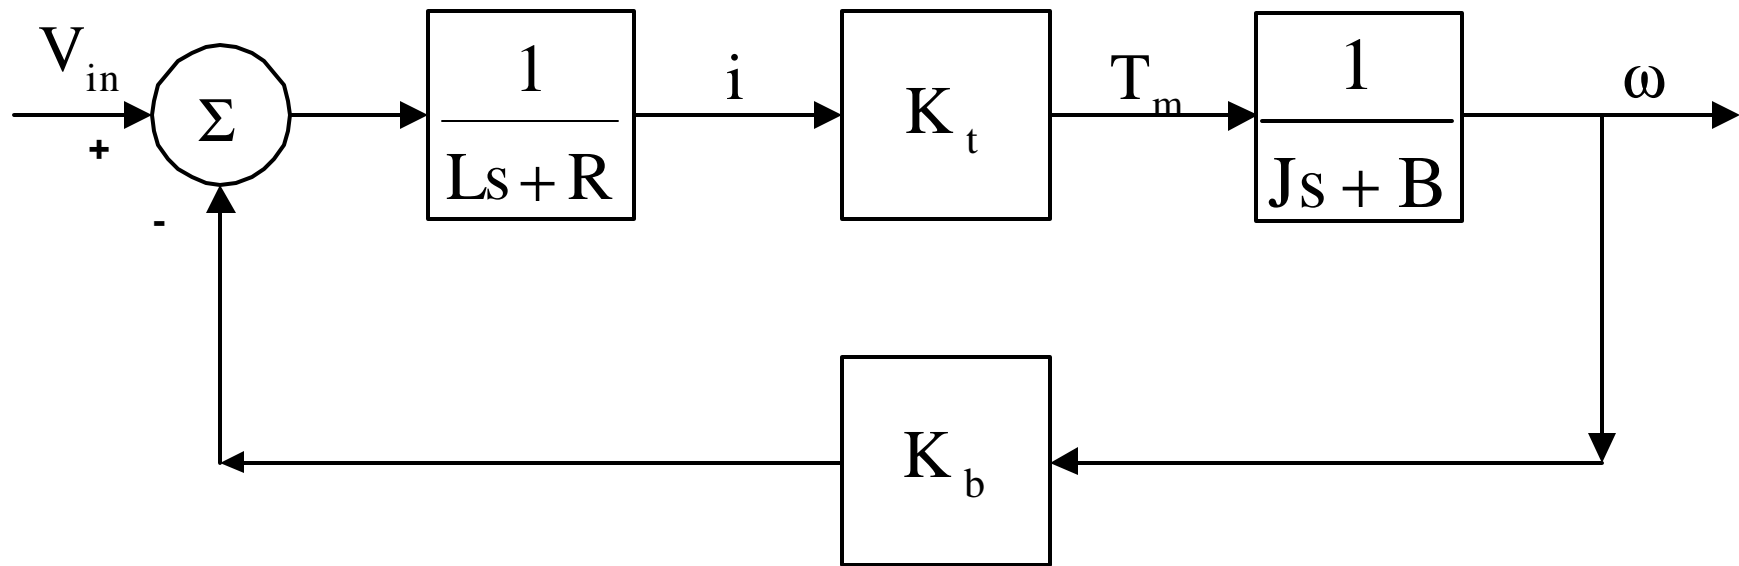 V_in
+
-
Σ
1
Ls + R
i
K_t
T_m
1
Js + B
ω
K_b